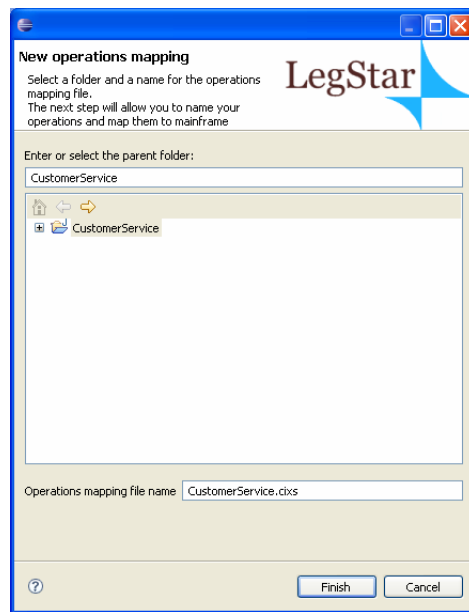 New operations mapping
Select a folder and a name for the operations
mapping file.
The next step will allow you to name your
operations and map them to mainframe
LegStar
Enter or select the parent folder:
CustomerService
CustomerService
Operations mapping file name CustomerService.cixs
Finish Cancel